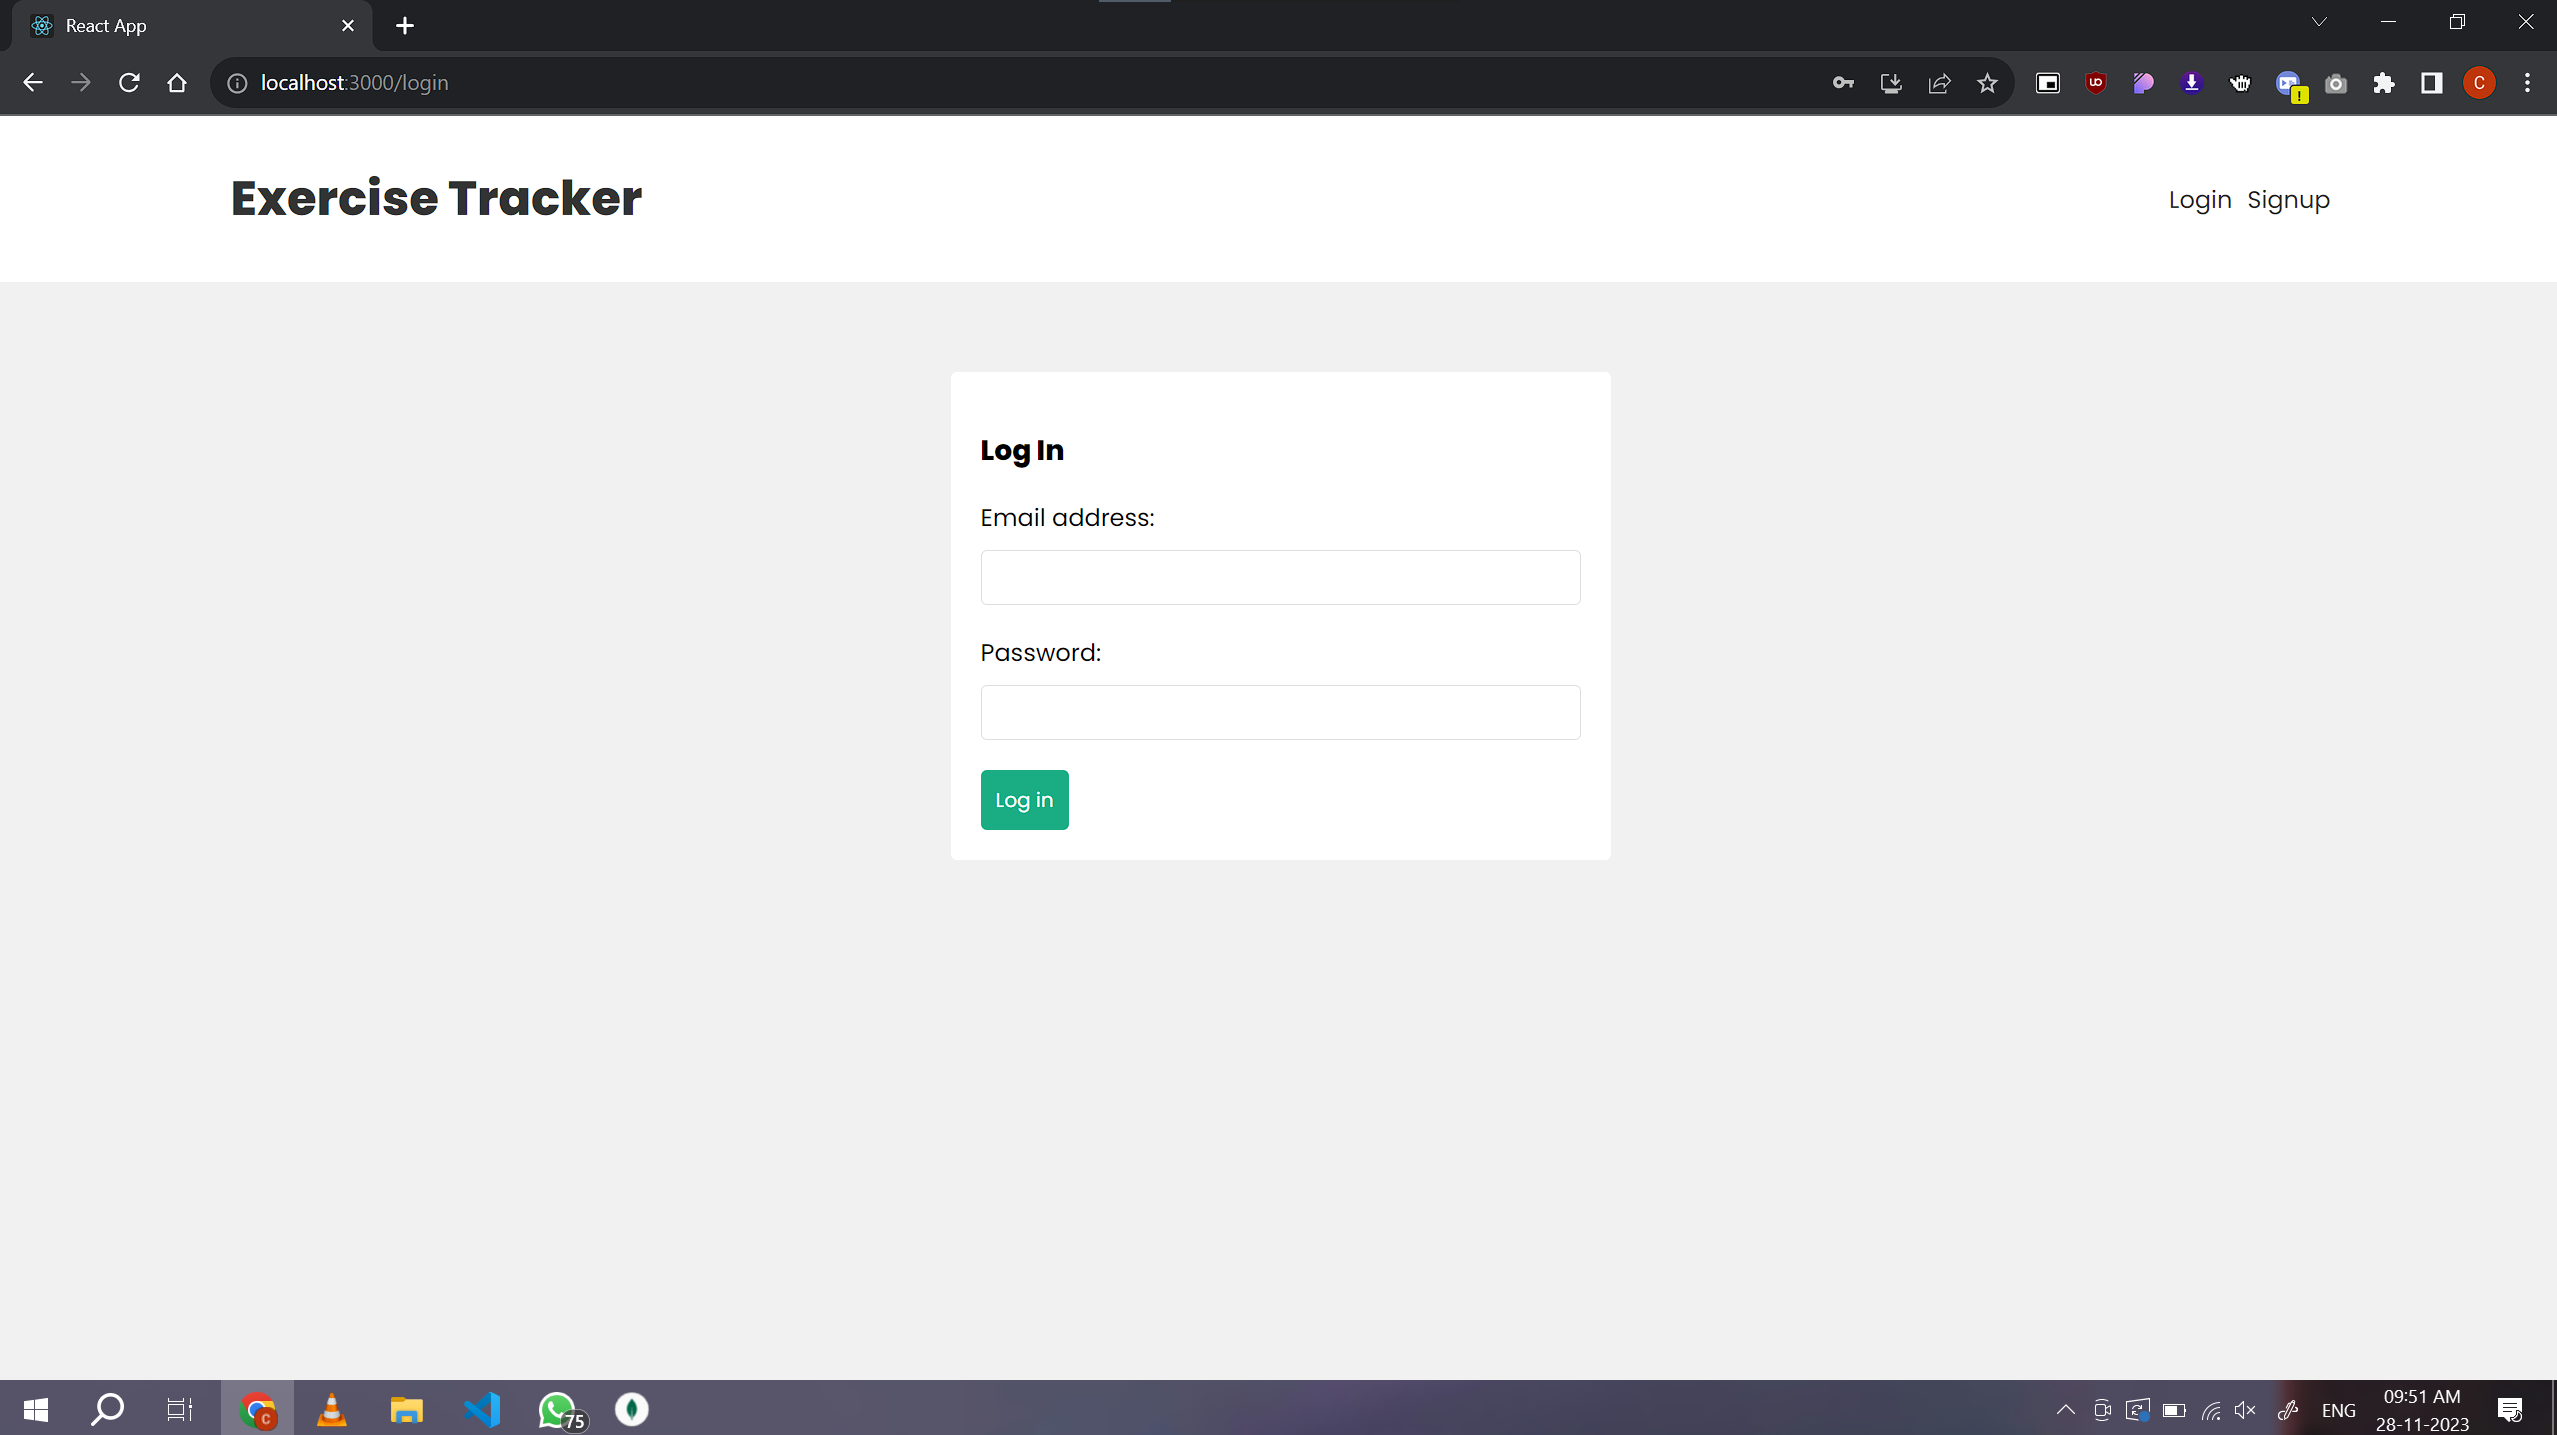 React App
localhost:3000/login
C
Exercise Tracker
Login Signup
Log In
Email address:
Password:
Log in
75
ENG
09:51 AM
28-11-2023